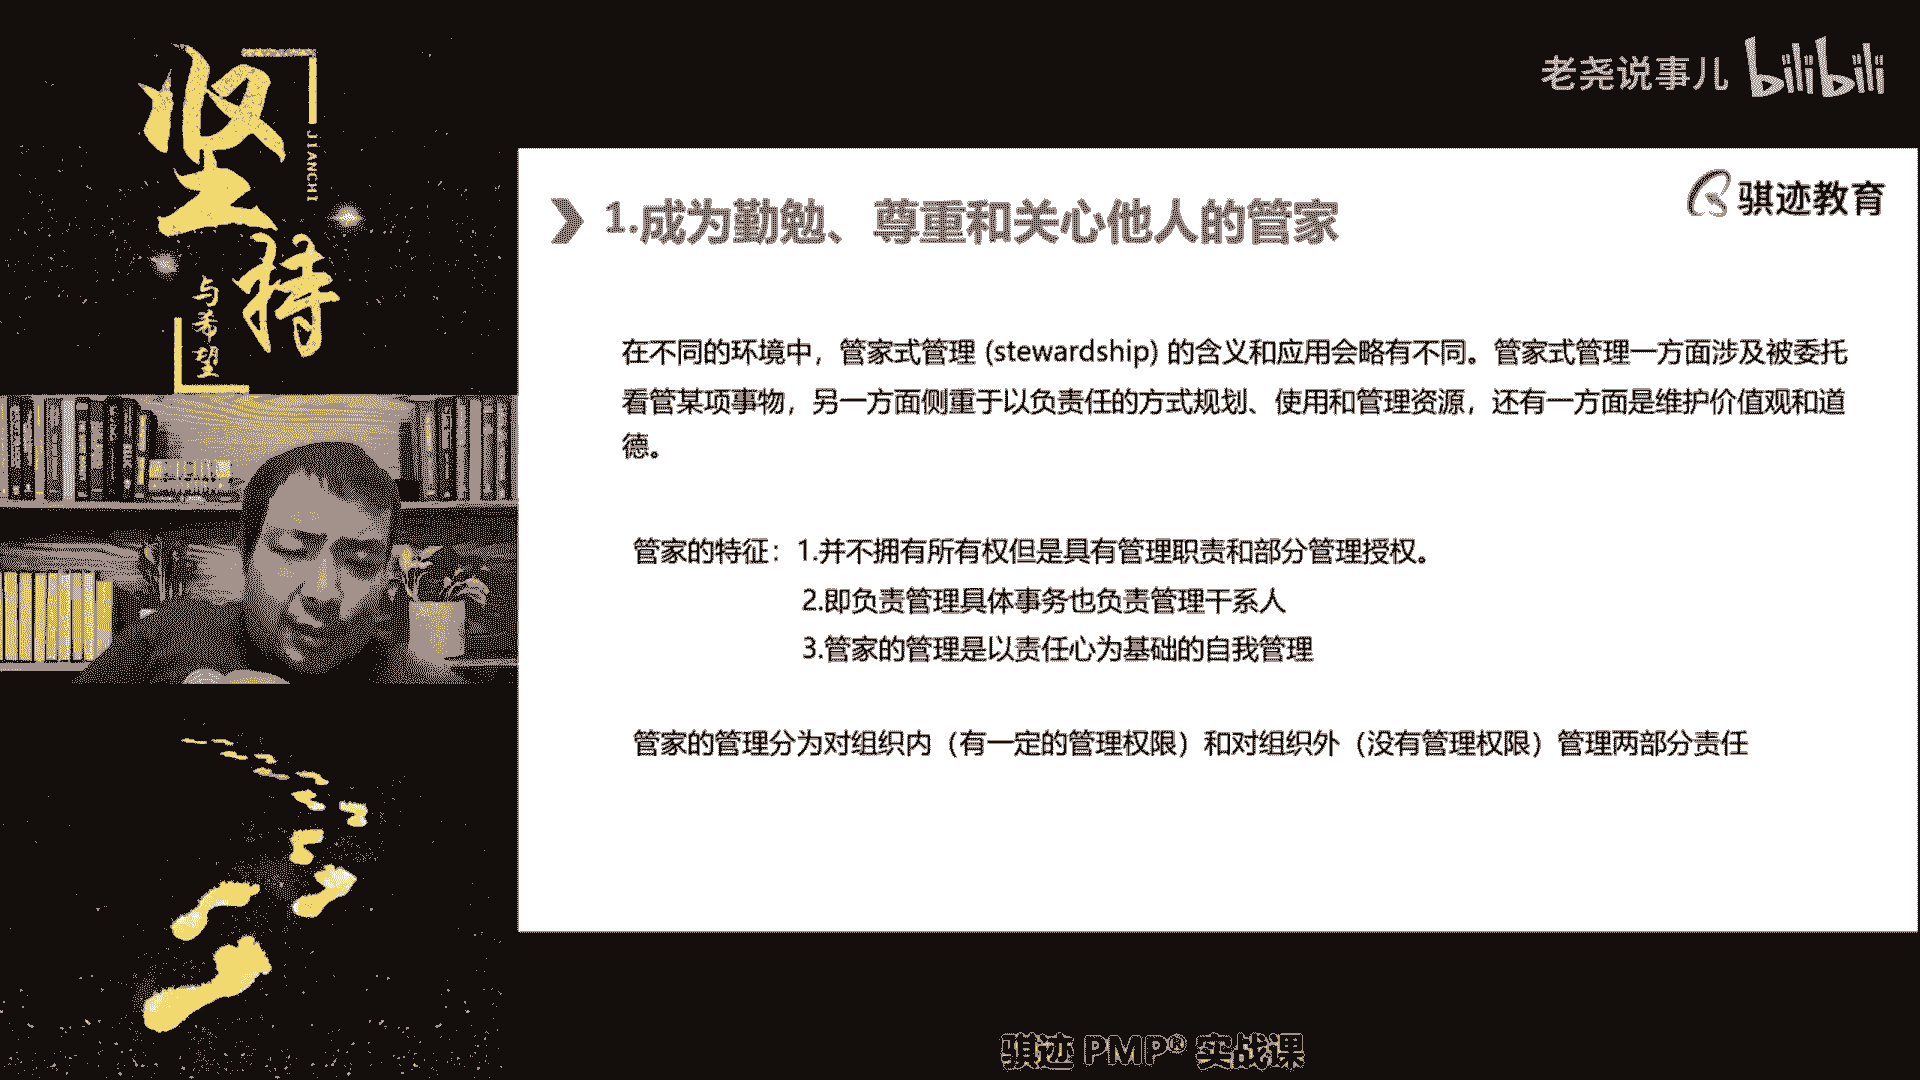 坚持
JIANCHI
与希望
老尧说事儿 bilibili
骐迹教育
1.成为勤勉、尊重和关心他人的管家
在不同的环境中，管家式管理 (stewardship) 的含义和应用会略有不同。管家式管理一方面涉及被委托
看管某项事物，另一方面侧重于以负责任的方式规划、使用和管理资源，还有一方面是维护价值观和道
德。
管家的特征：1.并不拥有所有权但是具有管理职责和部分管理授权。
2.即负责管理具体事务也负责管理干系人
3.管家的管理是以责任心为基础的自我管理
管家的管理分为对组织内（有一定的管理权限）和对组织外（没有管理权限）管理两部分责任
骐迹 PMP® 实战课